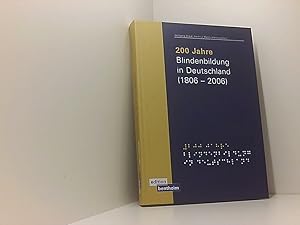 200 Jahre
Blindenbildung
in Deutschland
(1806 – 2006)
⠼⠃⠚⠚ ⠚⠁⠓⠗⠑
⠃⠇⠊⠝⠙⠑⠝⠃⠊⠇⠙⠥⠝⠛
⠊⠝ ⠙⠑⠥⠞⠎⠉⠓⠇⠁⠝⠙
edition
bentheim